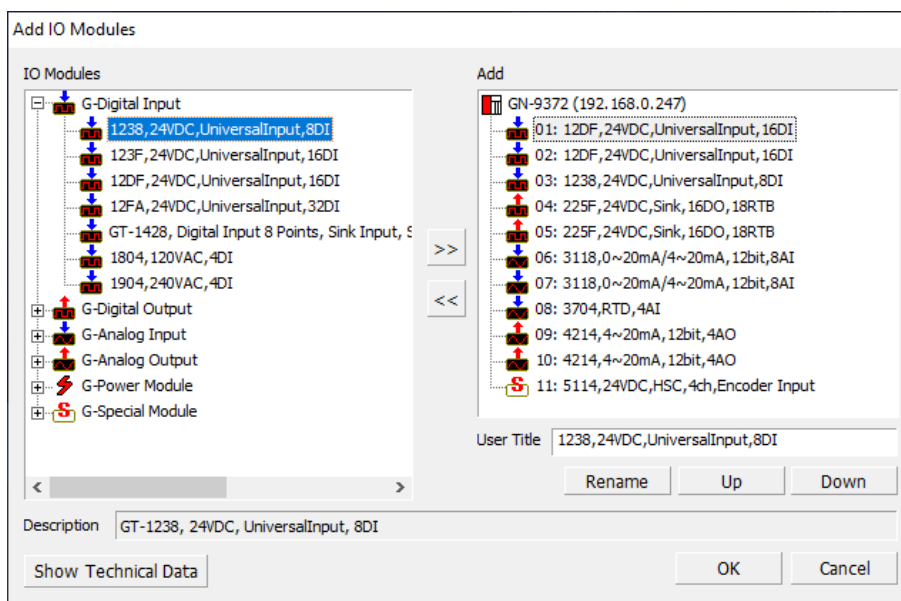 Add IO Modules
IO Modules
G-Digital Input
1238,24VDC,UniversalInput,8DI
123F,24VDC,UniversalInput,16DI
12DF,24VDC,UniversalInput,16DI
12FA,24VDC,UniversalInput,32DI
GT-1428, Digital Input 8 Points, Sink Input, S
1804,120VAC,4DI
1904,240VAC,4DI
G-Digital Output
G-Analog Input
G-Analog Output
G-Power Module
G-Special Module
>>
<<
Add
GN-9372 (192.168.0.247)
01: 12DF,24VDC,UniversalInput,16DI
02: 12DF,24VDC,UniversalInput,16DI
03: 1238,24VDC,UniversalInput,8DI
04: 225F,24VDC,Sink,16DO,18RTB
05: 225F,24VDC,Sink,16DO,18RTB
06: 3118,0~20mA/4~20mA,12bit,8AI
07: 3118,0~20mA/4~20mA,12bit,8AI
08: 3704,RTD,4AI
09: 4214,4~20mA,12bit,4AO
10: 4214,4~20mA,12bit,4AO
11: 5114,24VDC,HSC,4ch,Encoder Input
User Title 1238,24VDC,UniversalInput,8DI
Rename Up Down
Description GT-1238, 24VDC, UniversalInput, 8DI
Show Technical Data OK Cancel